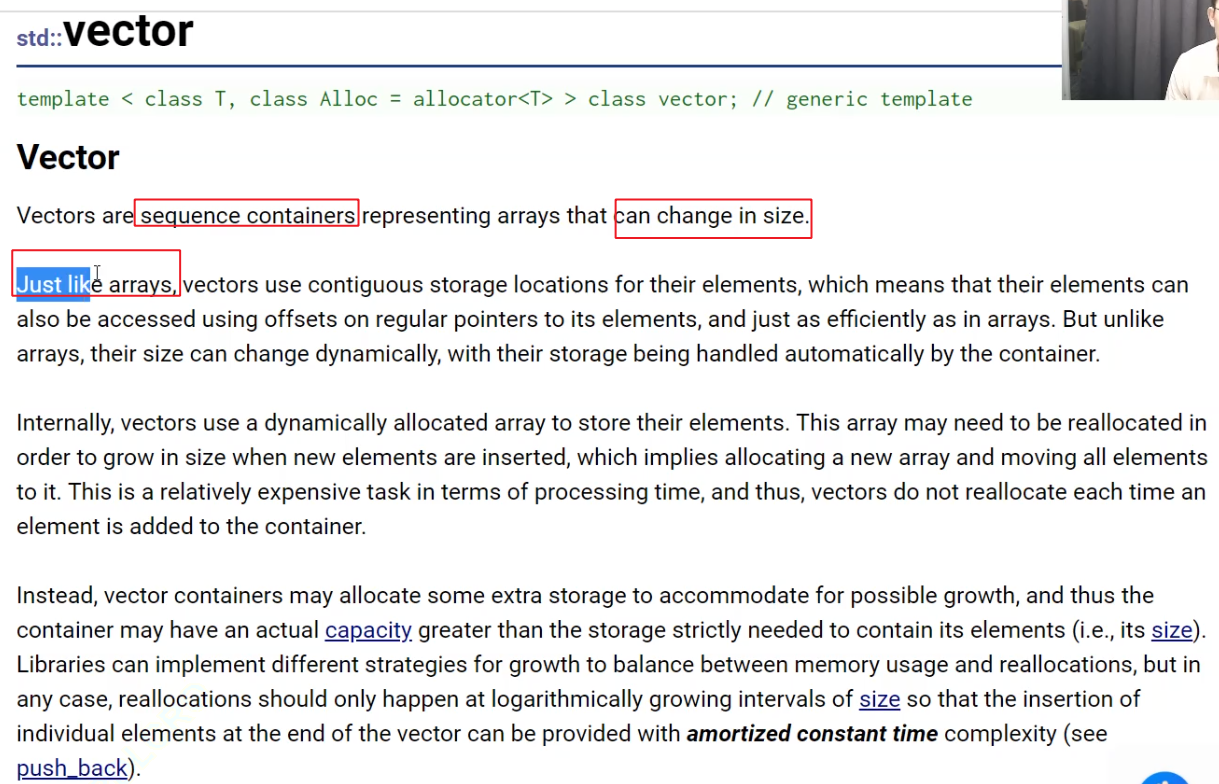 std::vector
template < class T, class Alloc = allocator<T> > class vector; // generic template
Vector
Vectors are sequence containers representing arrays that can change in size.
Just like arrays, vectors use contiguous storage locations for their elements, which means that their elements can
also be accessed using offsets on regular pointers to its elements, and just as efficiently as in arrays. But unlike
arrays, their size can change dynamically, with their storage being handled automatically by the container.
Internally, vectors use a dynamically allocated array to store their elements. This array may need to be reallocated in
order to grow in size when new elements are inserted, which implies allocating a new array and moving all elements
to it. This is a relatively expensive task in terms of processing time, and thus, vectors do not reallocate each time an
element is added to the container.
Instead, vector containers may allocate some extra storage to accommodate for possible growth, and thus the
container may have an actual capacity greater than the storage strictly needed to contain its elements (i.e., its size).
Libraries can implement different strategies for growth to balance between memory usage and reallocations, but in
any case, reallocations should only happen at logarithmically growing intervals of size so that the insertion of
individual elements at the end of the vector can be provided with amortized constant time complexity (see
push_back).